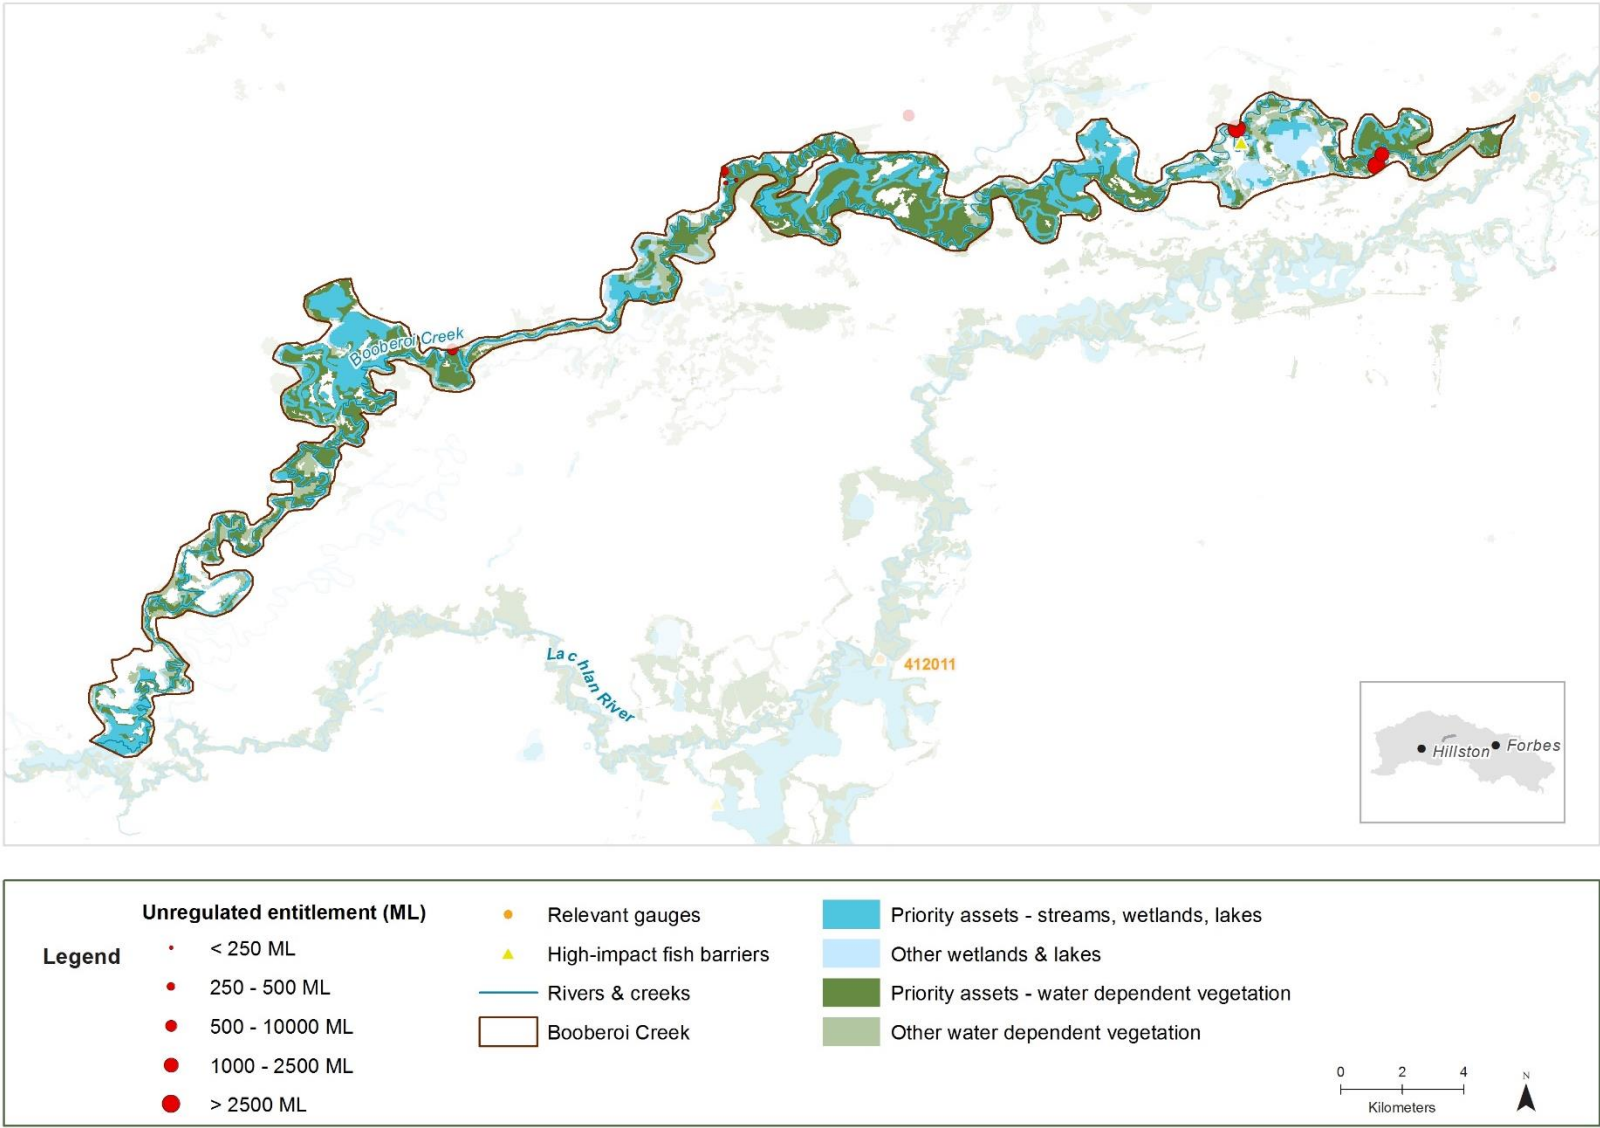 Booberoi Creek
Lachlan River
412011
Hillston
Forbes
Legend
Unregulated entitlement (ML)
< 250 ML
250 - 500 ML
500 - 10000 ML
1000 - 2500 ML
> 2500 ML
Relevant gauges
High-impact fish barriers
Rivers & creeks
Booberoi Creek
Priority assets - streams, wetlands, lakes
Other wetlands & lakes
Priority assets - water dependent vegetation
Other water dependent vegetation
0 2 4
Kilometers
N